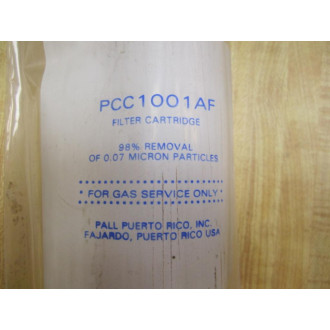 PCC1001AF
FILTER CARTRIDGE
98% REMOVAL
OF 0.07 MICRON PARTICLES
* FOR GAS SERVICE ONLY *
PALL PUERTO RICO, INC.
FAJARDO, PUERTO RICO USA